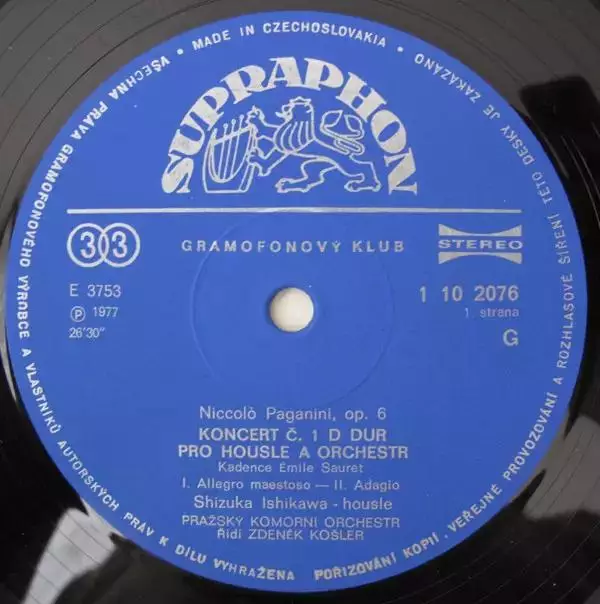 VŠECHNA PRÁVA GRAMOFONOVÉHO VÝROBCE A VLASTNÍKŮ AUTORSKÝCH PRÁV K DÍLU VYHRAŽENA
• MADE IN CZECHOSLOVAKIA •
POŘIZOVÁNÍ KOPIÍ, VEŘEJNÉ PROVOZOVÁNÍ A ROZHLASOVÉ ŠÍŘENÍ TÉTO DESKY JE ZAKÁZÁNO
SUPRAPHON
33
GRAMOFONOVÝ KLUB
STEREO
E 3753
Ⓟ 1977
26'30"
1 10 2076
1 strana
G
Niccolò Paganini, op. 6
KONCERT Č. 1 D DUR
PRO HOUSLE A ORCHESTR
Kadence Émile Sauret
I. Allegro maestoso — II. Adagio
Shizuka Ishikawa - housle
PRAŽSKÝ KOMORNÍ ORCHESTR
Řídí ZDENĚK KOŠLER